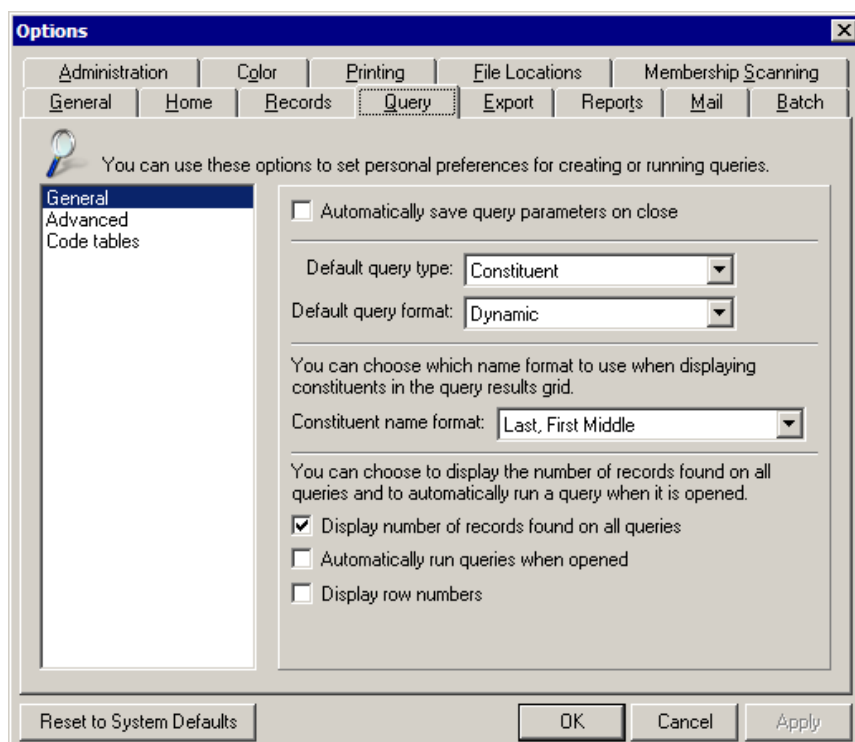 Options
Administration
Color
Printing
File Locations
Membership Scanning
General
Home
Records
Query
Export
Reports
Mail
Batch
You can use these options to set personal preferences for creating or running queries.
General
Advanced
Code tables
Automatically save query parameters on close
Default query type: Constituent
Default query format: Dynamic
You can choose which name format to use when displaying
constituents in the query results grid.
Constituent name format: Last, First Middle
You can choose to display the number of records found on all
queries and to automatically run a query when it is opened.
Display number of records found on all queries
Automatically run queries when opened
Display row numbers
Reset to System Defaults
OK
Cancel
Apply